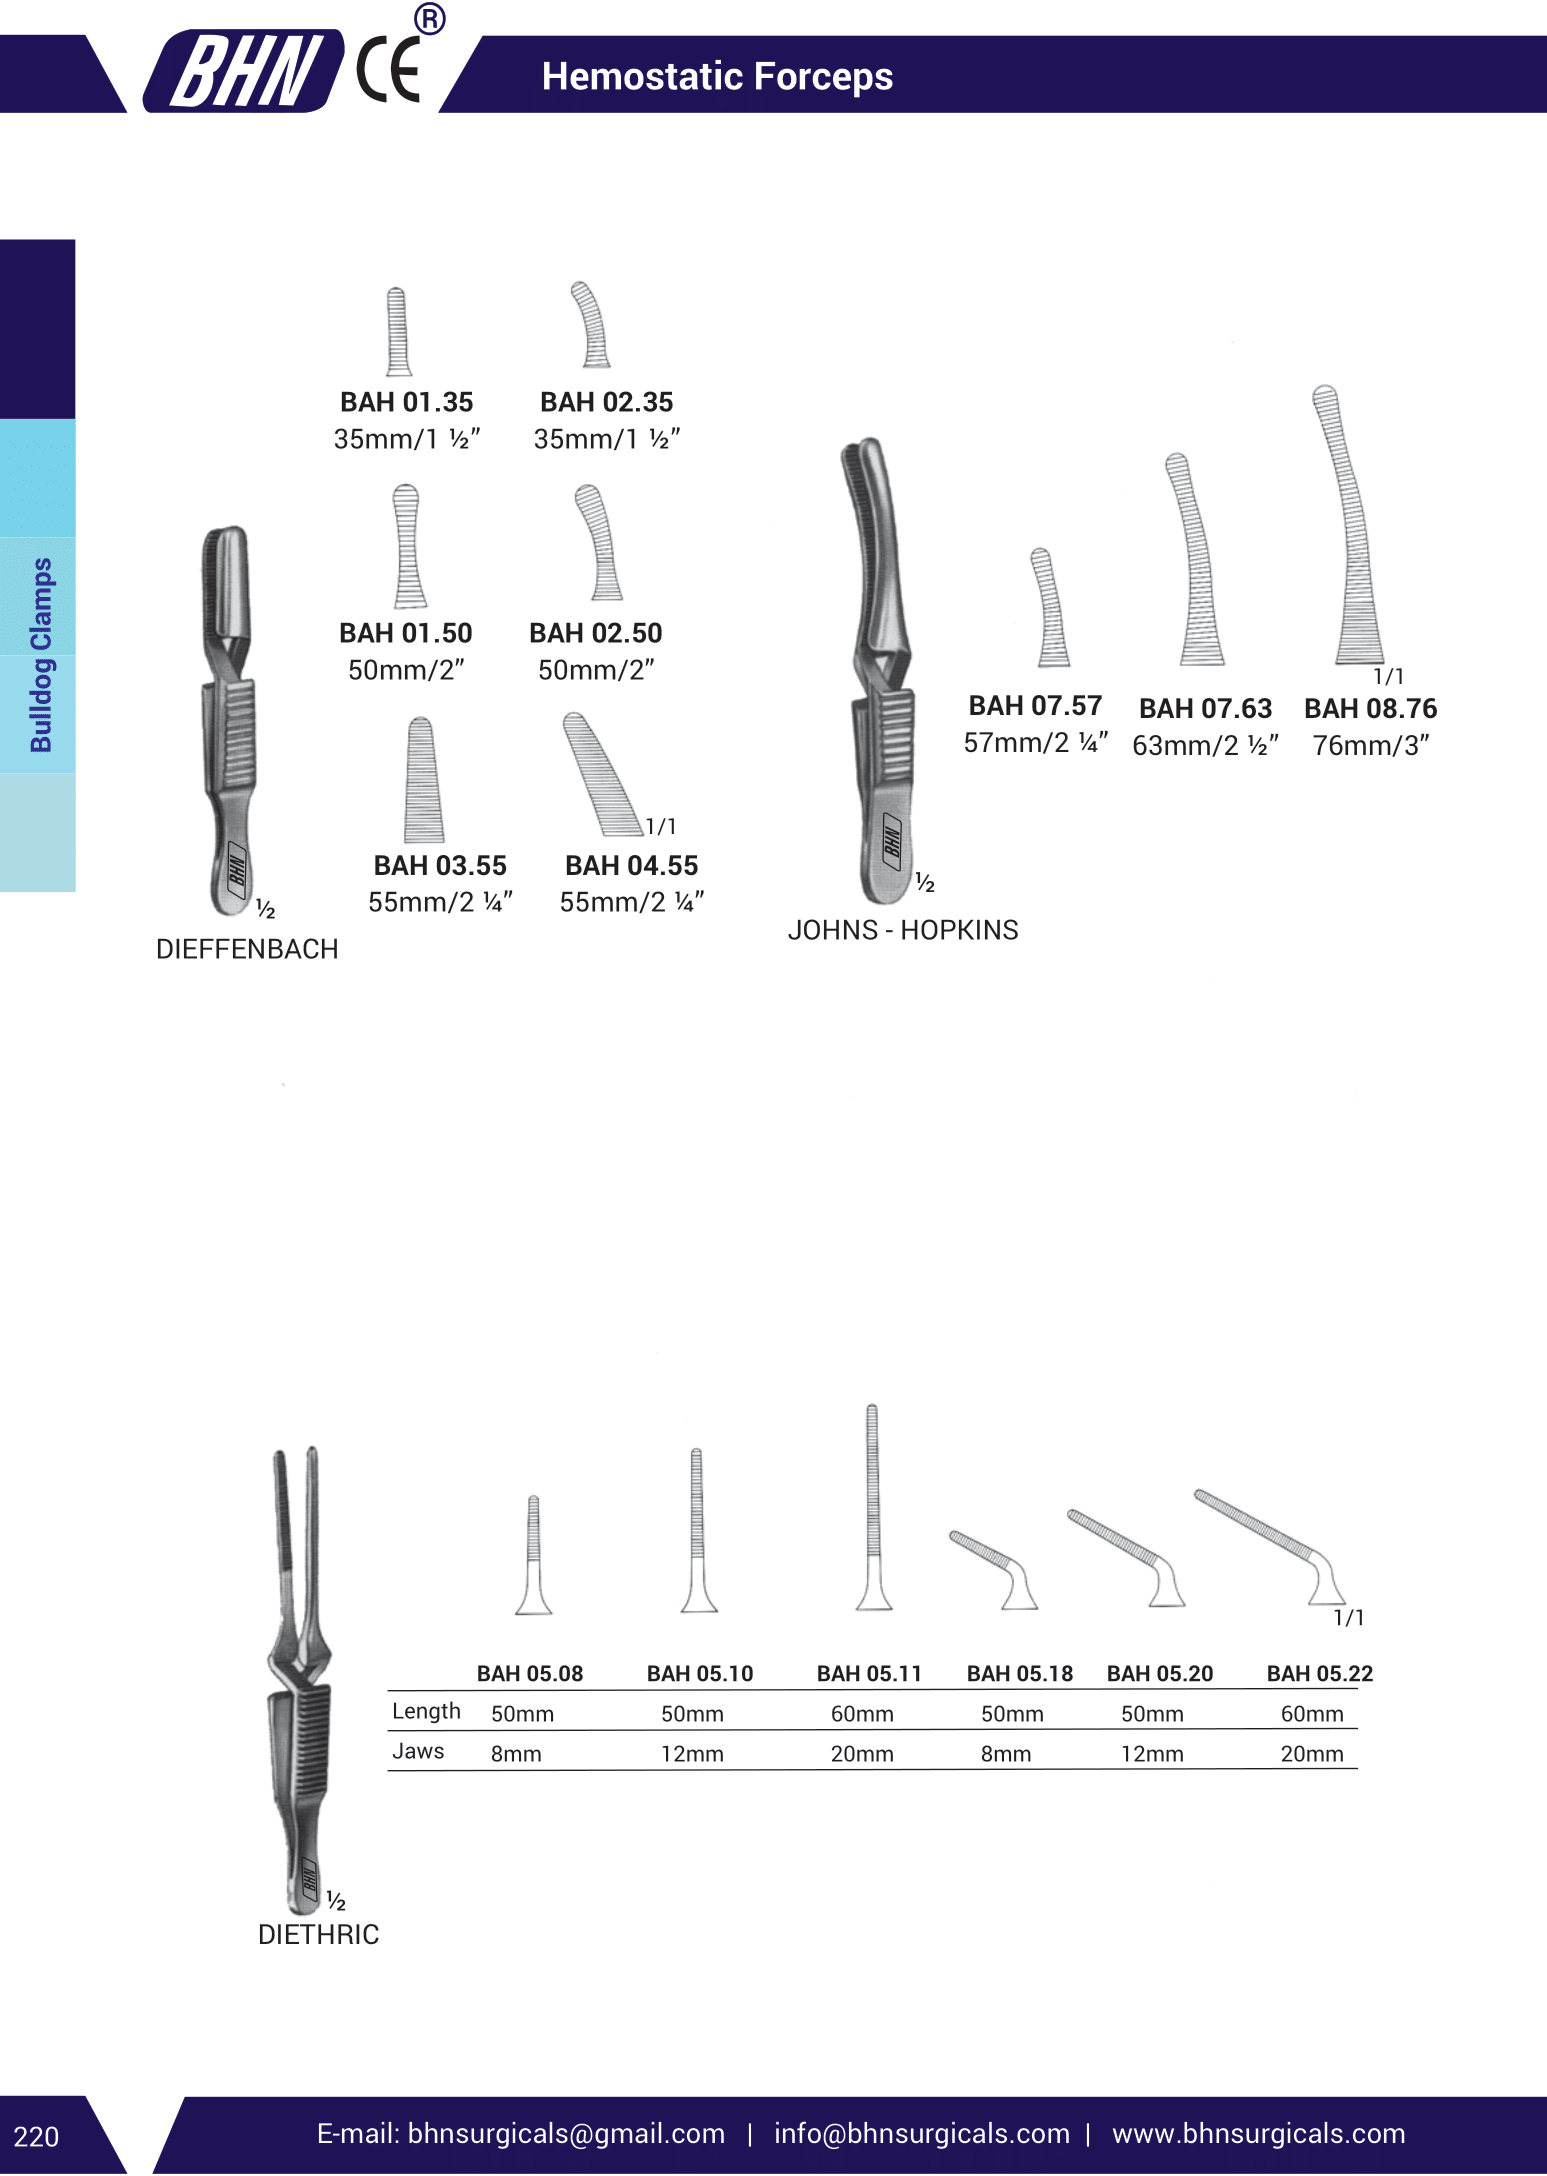 BHN CE ®
Hemostatic Forceps
Bulldog Clamps
BAH 01.35
35mm/1 ½”
BAH 02.35
35mm/1 ½”
BAH 01.50
50mm/2”
BAH 02.50
50mm/2”
1/1
BAH 03.55
55mm/2 ¼”
BAH 04.55
55mm/2 ¼”
BHN
½
DIEFFENBACH
1/1
BAH 07.57
57mm/2 ¼”
BAH 07.63
63mm/2 ½”
BAH 08.76
76mm/3”
BHN
½
JOHNS - HOPKINS
1/1
BAH 05.08 BAH 05.10 BAH 05.11 BAH 05.18 BAH 05.20 BAH 05.22
Length 50mm 50mm 60mm 50mm 50mm 60mm
Jaws 8mm 12mm 20mm 8mm 12mm 20mm
BHN
½
DIETHRIC
220
E-mail: bhnsurgicals@gmail.com | info@bhnsurgicals.com | www.bhnsurgicals.com